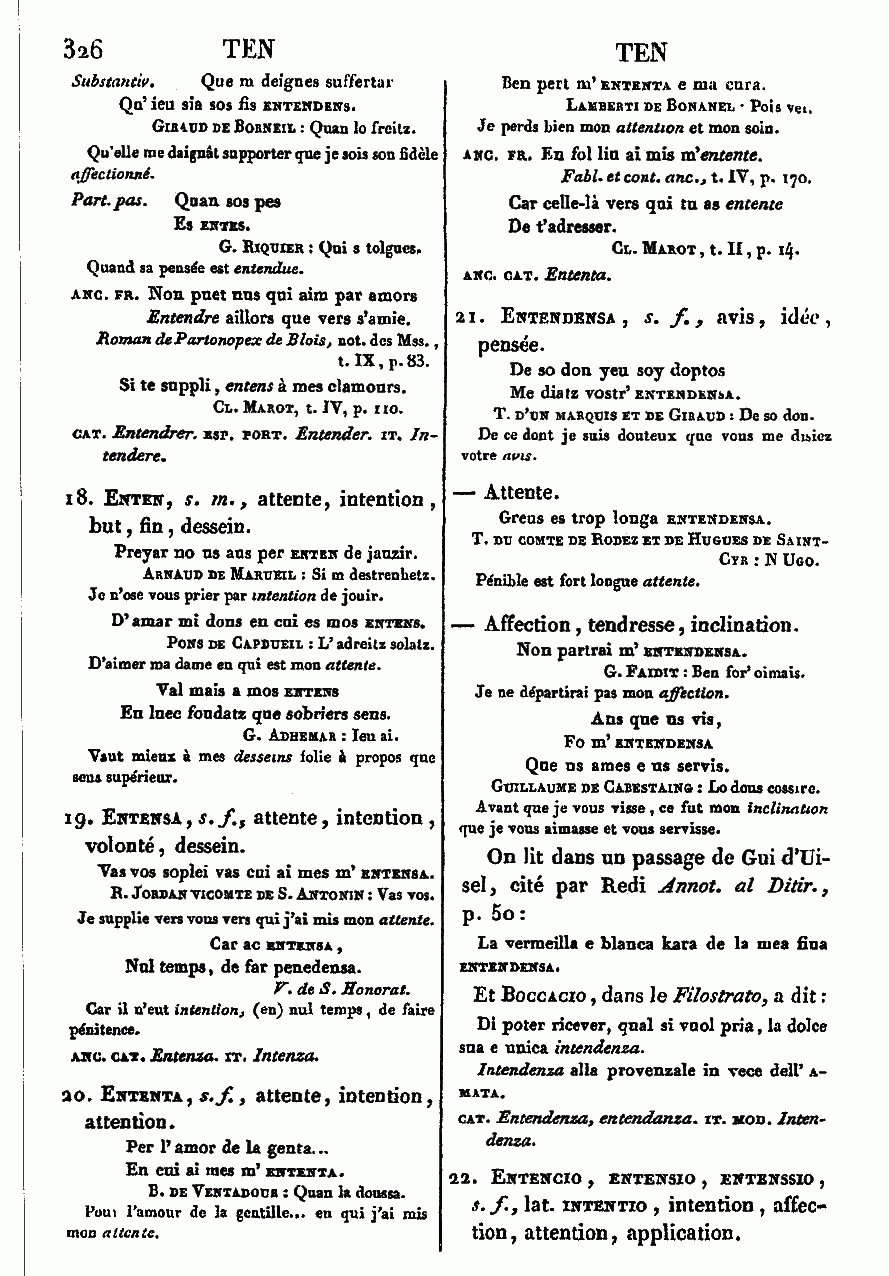 326 TEN
Substantiv. Que m deignes suffertar
Qu'ieu sia sos fis ENTENDENS.
GIRAUD DE BORNEIL : Quan lo freitz.
Qu'elle me daignât supporter que je sois son fidèle
affectionné.
Part. pas. Quan sos pes
Es ENTES.
G. RIQUIER : Qui s tolgues.
Quand sa pensée est entendue.
ANC. FR. Non puet nus qui aim par amors
Entendre aillors que vers s'amie.
Roman de Partonopex de Blois, not. des Mss.,
t. IX, p. 83.
Si te suppli, entens à mes clamours.
CL. MAROT, t. IV, p. 110.
CAT. Entendrer. ESP. PORT. Entender. IT. In-
tendere.
18. ENTEN, s. m., attente, intention,
but, fin, dessein.
Preyar no us aus per ENTEN de jauzir.
ARNAUD DE MARUEIL : Si m destrenhetz.
Je n'ose vous prier par intention de jouir.
D'amar mi dons en cui es mos ENTENS.
PONS DE CAPDUEIL : L'adreitz solatz.
D'aimer ma dame en qui est mon attente.
Val mais a mos ENTENS
En luec foudatz que sobriers sens.
G. ADHEMAR : Ieu ai.
Vaut mieux à mes desseins folie à propos que
sens supérieur.
19. ENTENSA, s. f., attente, intention,
volonté, dessein.
Vas vos soplei vas cui ai mes m'ENTENSA.
R. JORDAN VICOMTE DE S. ANTONIN : Vas vos.
Je supplie vers vous vers qui j'ai mis mon attente.
Car ac ENTENSA,
Nul temps, de far penedensa.
V. de S. Honorat.
Car il n'eut intention, (en) nul temps, de faire
pénitence.
ANC. CAT. Entenza. IT. Intenza.
20. ENTENTA, s. f., attente, intention,
attention.
Per l'amor de la genta...
En cui ai mes m'ENTENTA.
B. DE VENTADOUR : Quan la doussa.
Pour l'amour de la gentille... en qui j'ai mis
mon attente.
TEN
Ben pert m'ENTENTA e ma cura.
LAMBERTI DE BONANEL : Pois vei.
Je perds bien mon attention et mon soin.
ANC. FR. En fol liu ai mis m'entente.
Fabl. et cont. anc., t. IV, p. 170.
Car celle-là vers qui tu as entente
De t'adresser.
CL. MAROT, t. II, p. 14.
ANC. CAT. Ententa.
21. ENTENDENSA, s. f., avis, idée,
pensée.
De so don yeu soy doptos
Me diatz vostr'ENTENDENSA.
T. D'UN MARQUIS ET DE GIRAUD : De so don.
De ce dont je suis douteux que vous me disiez
votre avis.
— Attente.
Greus es trop longa ENTENDENSA.
T. DU COMTE DE RODEZ ET DE HUGUES DE SAINT-
CYR : N UGO.
Pénible est fort longue attente.
— Affection, tendresse, inclination.
Non partrai m'ENTENDENSA.
G. FAIDIT : Ben for'oimais.
Je ne départirai pas mon affection.
Ans que us vis,
Fo m'ENTENDENSA
Que us ames e us servis.
GUILLAUME DE CABESTAING : Lo dous cossire.
Avant que je vous visse, ce fut mon inclination
que je vous aimasse et vous servisse.
On lit dans un passage de Gui d'Ui-
sel, cité par Redi Annot. al Ditir.,
p. 50 :
La vermeilla e blanca kara de la mea fina
ENTENDENSA.
Et BOCCACIO, dans le Filostrato, a dit :
Di poter ricever, qual si vuol pria, la dolce
sua e unica intendenza.
Intendenza alla provenzale in vece dell' A-
MATA.
CAT. Entendenza, entendanza. IT. MOD. Inten-
denza.
22. ENTENCIO, ENTENSIO, ENTENSSIO,
s. f., lat. INTENTIO, intention, affec-
tion, attention, application.